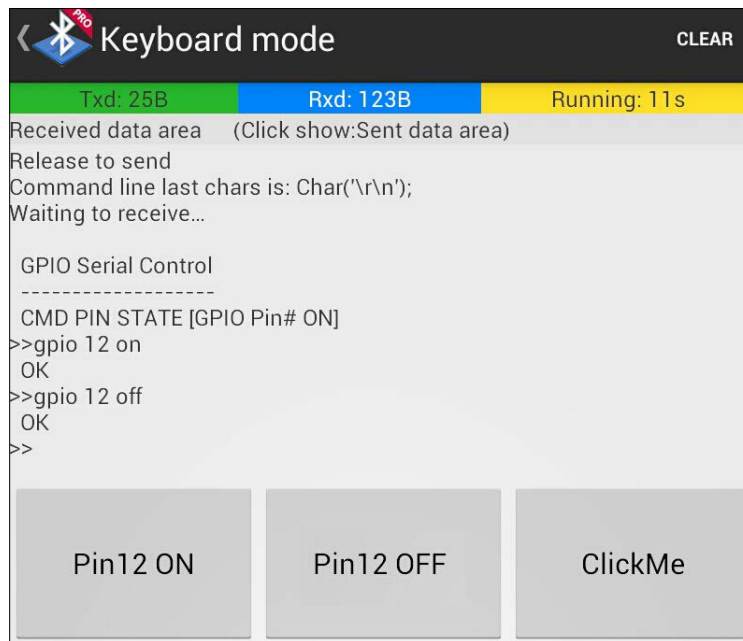 PRO
Keyboard mode
CLEAR
Txd: 25B Rxd: 123B Running: 11s
Received data area (Click show:Sent data area)
Release to send
Command line last chars is: Char('\r\n');
Waiting to receive...
GPIO Serial Control
-------------------
CMD PIN STATE [GPIO Pin# ON]
>>gpio 12 on
OK
>>gpio 12 off
OK
>>
Pin12 ON Pin12 OFF ClickMe